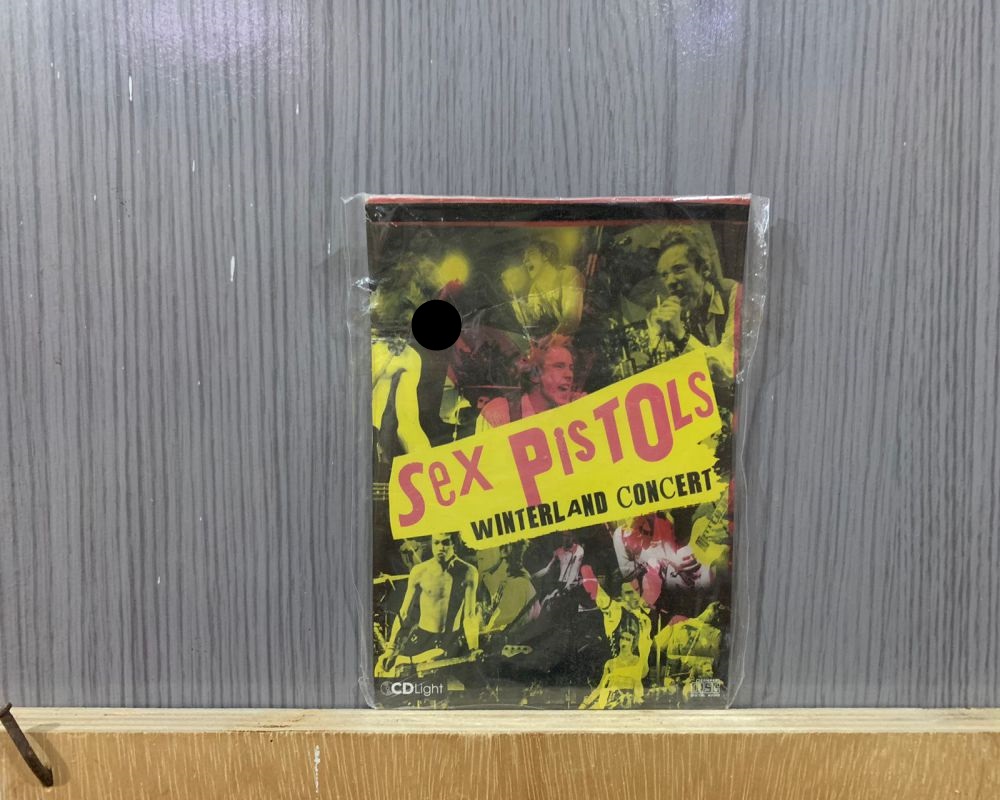 Sex PisTOLs
WINTERLAND CONCERT
CDLight